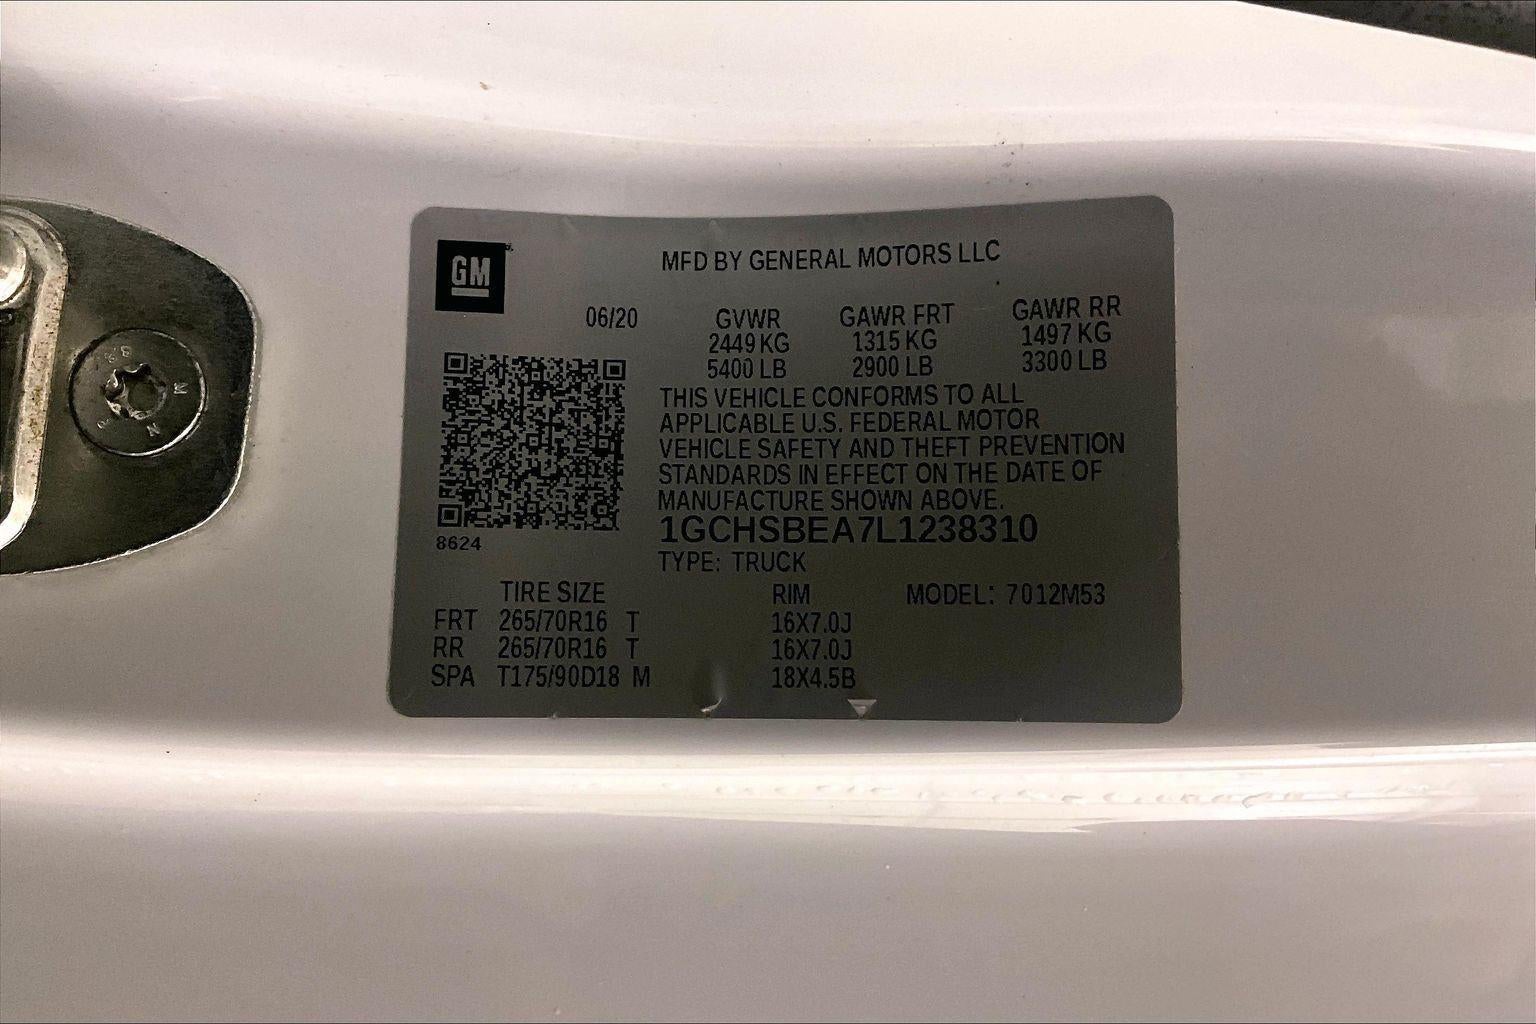 GM
MFD BY GENERAL MOTORS LLC
06/20 GVWR GAWR FRT GAWR RR
2449 KG 1315 KG 1497 KG
5400 LB 2900 LB 3300 LB
THIS VEHICLE CONFORMS TO ALL
APPLICABLE U.S. FEDERAL MOTOR
VEHICLE SAFETY AND THEFT PREVENTION
STANDARDS IN EFFECT ON THE DATE OF
MANUFACTURE SHOWN ABOVE.
1GCHSBEA7L1238310
8624
TYPE: TRUCK
TIRE SIZE RIM MODEL: 7012M53
FRT 265/70R16 T 16X7.0J
RR 265/70R16 T 16X7.0J
SPA T175/90D18 M 18X4.5B